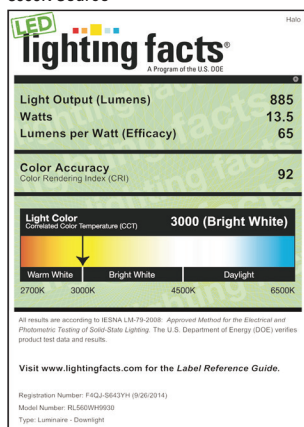 Halo
LED
lighting facts®
A Program of the U.S. DOE
Light Output (Lumens) 885
Watts 13.5
Lumens per Watt (Efficacy) 65
Color Accuracy 92
Color Rendering Index (CRI)
Light Color 3000 (Bright White)
Correlated Color Temperature (CCT)
Warm White Bright White Daylight
2700K 3000K 4500K 6500K
All results are according to IESNA LM-79-2008: Approved Method for the Electrical and
Photometric Testing of Solid-State Lighting. The U.S. Department of Energy (DOE) verifies
product test data and results.
Visit www.lightingfacts.com for the Label Reference Guide.
Registration Number: F4QJ-S643YH (9/26/2014)
Model Number: RL560WH9930
Type: Luminaire - Downlight